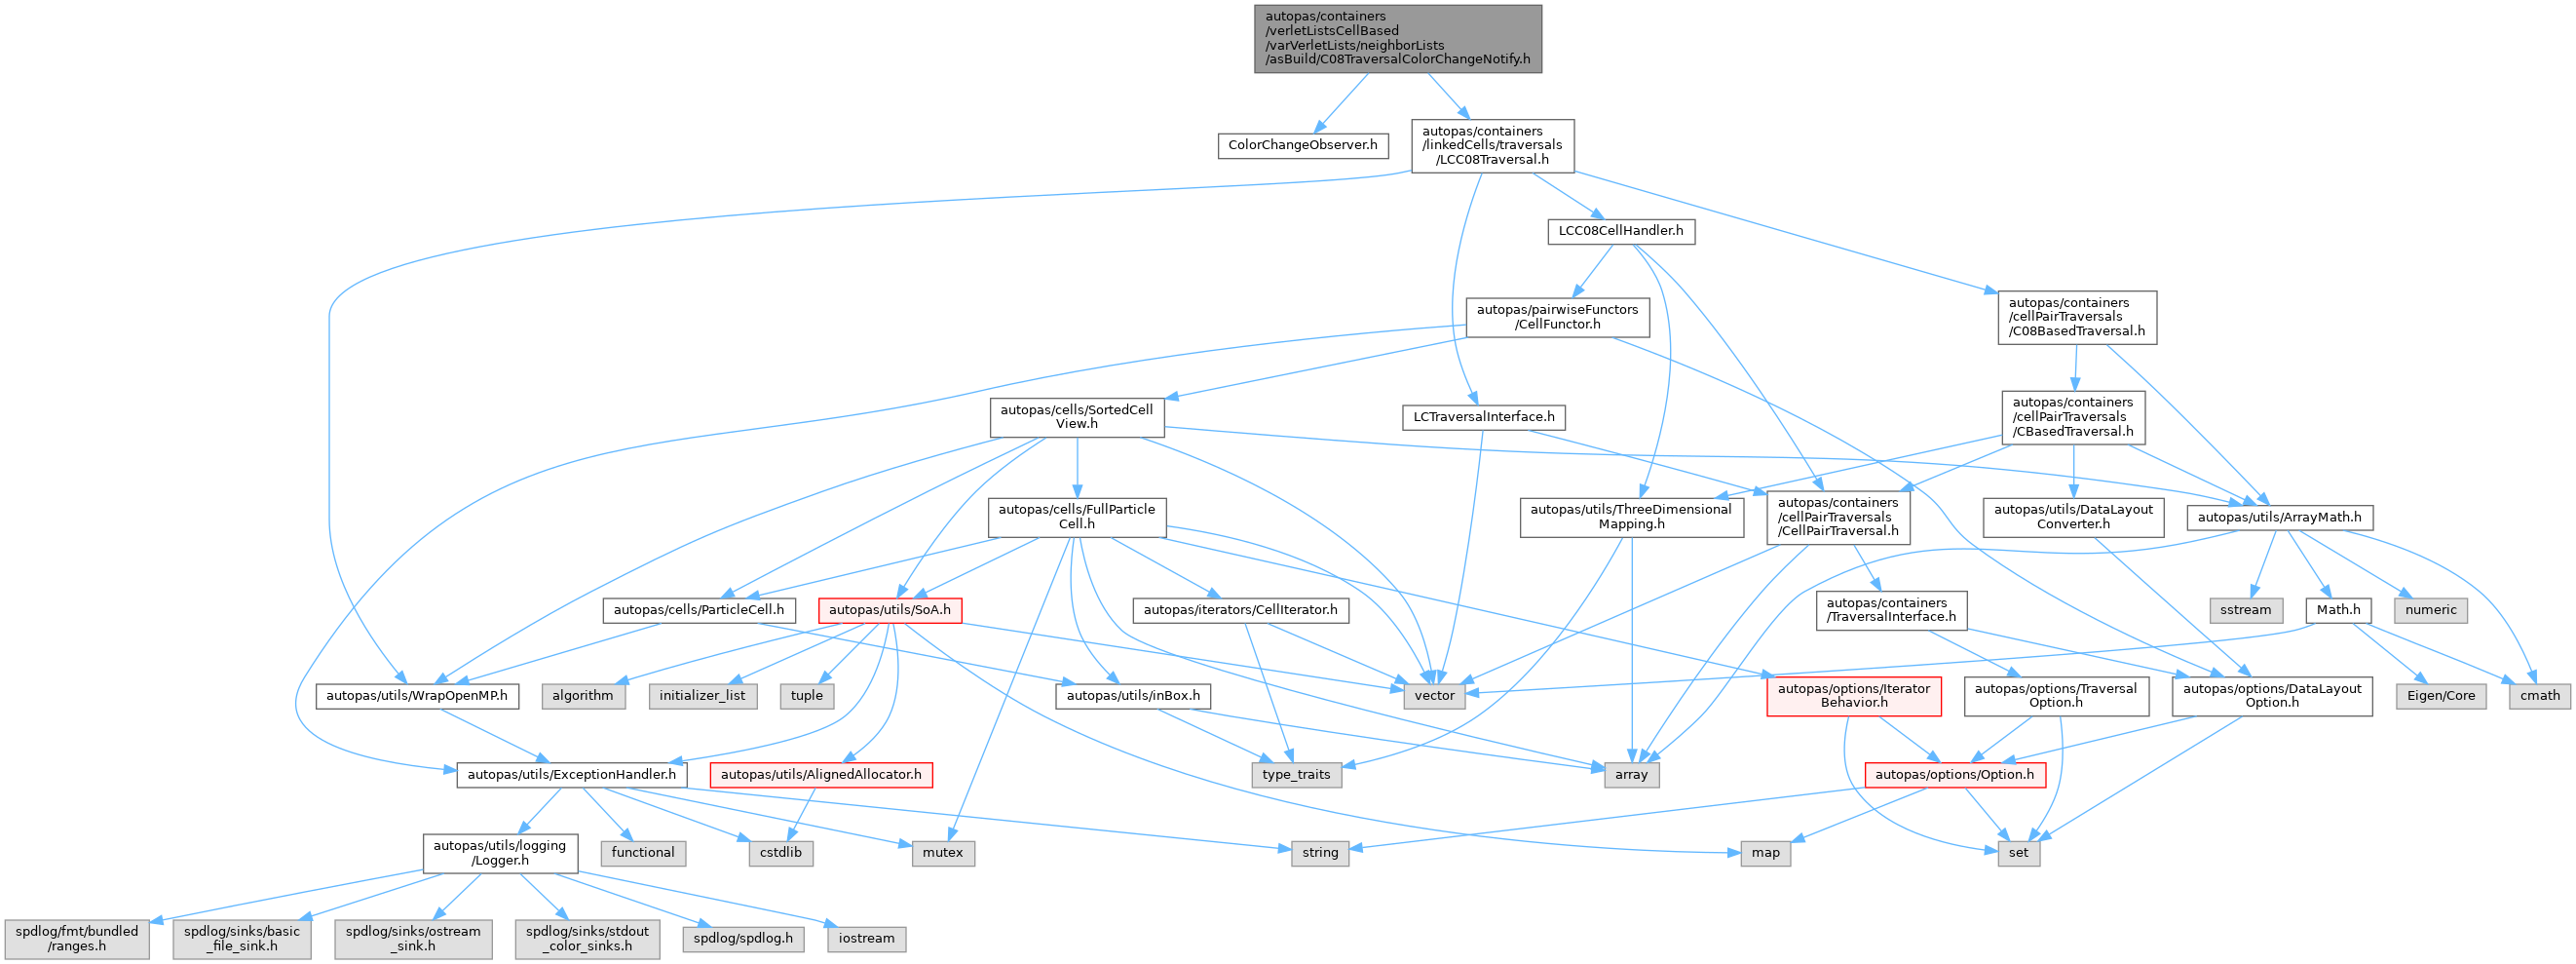 autopas/containers
/verletListsCellBased
/varVerletLists/neighborLists
/asBuild/C08TraversalColorChangeNotify.h
ColorChangeObserver.h
autopas/containers
/linkedCells/traversals
/LCC08Traversal.h
LCC08CellHandler.h
autopas/pairwiseFunctors
/CellFunctor.h
autopas/containers
/cellPairTraversals
/C08BasedTraversal.h
autopas/cells/SortedCell
View.h
LCTraversalInterface.h
autopas/containers
/cellPairTraversals
/CBasedTraversal.h
autopas/cells/FullParticle
Cell.h
autopas/utils/ThreeDimensional
Mapping.h
autopas/containers
/cellPairTraversals
/CellPairTraversal.h
autopas/utils/DataLayout
Converter.h
autopas/utils/ArrayMath.h
autopas/cells/ParticleCell.h
autopas/utils/SoA.h
autopas/iterators/CellIterator.h
autopas/containers
/TraversalInterface.h
sstream
Math.h
numeric
autopas/utils/WrapOpenMP.h
algorithm
initializer_list
tuple
autopas/utils/inBox.h
vector
autopas/options/Iterator
Behavior.h
autopas/options/Traversal
Option.h
autopas/options/DataLayout
Option.h
Eigen/Core
cmath
autopas/utils/ExceptionHandler.h
autopas/utils/AlignedAllocator.h
type_traits
array
autopas/options/Option.h
autopas/utils/logging
/Logger.h
functional
cstdlib
mutex
string
map
set
spdlog/fmt/bundled
/ranges.h
spdlog/sinks/basic
_file_sink.h
spdlog/sinks/ostream
_sink.h
spdlog/sinks/stdout
_color_sinks.h
spdlog/spdlog.h
iostream